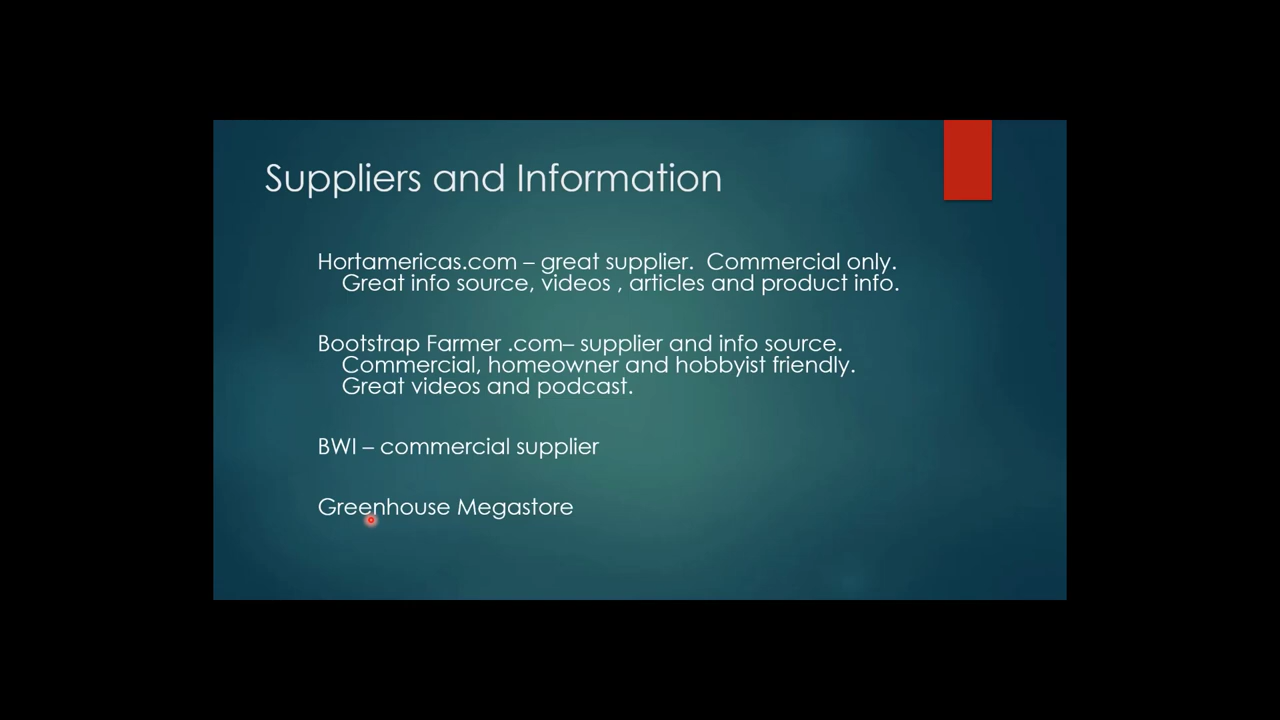 Suppliers and Information
Hortamericas.com – great supplier.  Commercial only.
Great info source, videos , articles and product info.
Bootstrap Farmer .com– supplier and info source.
Commercial, homeowner and hobbyist friendly.
Great videos and podcast.
BWI – commercial supplier
Greenhouse Megastore